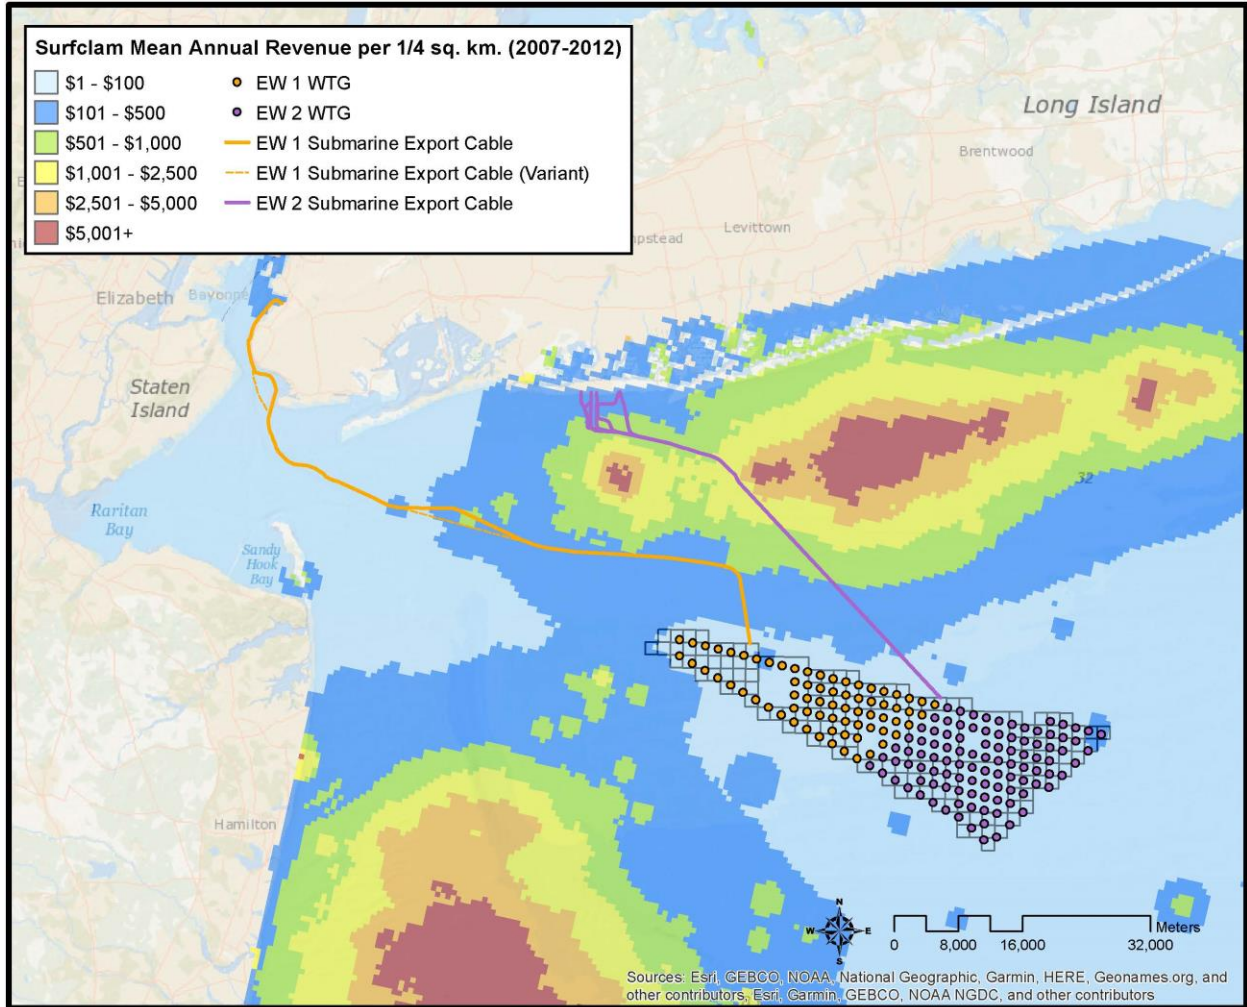 Surfclam Mean Annual Revenue per 1/4 sq. km. (2007-2012)
$1 - $100
$101 - $500
$501 - $1,000
$1,001 - $2,500
$2,501 - $5,000
$5,001+
EW 1 WTG
EW 2 WTG
EW 1 Submarine Export Cable
EW 1 Submarine Export Cable (Variant)
EW 2 Submarine Export Cable
Long Island
Brentwood
Levittown
mpstead
Elizabeth
Bayonne
Staten
Island
Raritan
Bay
Sandy
Hook
Bay
Hamilton
32
N
W
E
S
0
8,000
16,000
32,000
Meters
Sources: Esri, GEBCO, NOAA, National Geographic, Garmin, HERE, Geonames.org, and
other contributors, Esri, Garmin, GEBCO, NOAA NGDC, and other contributors